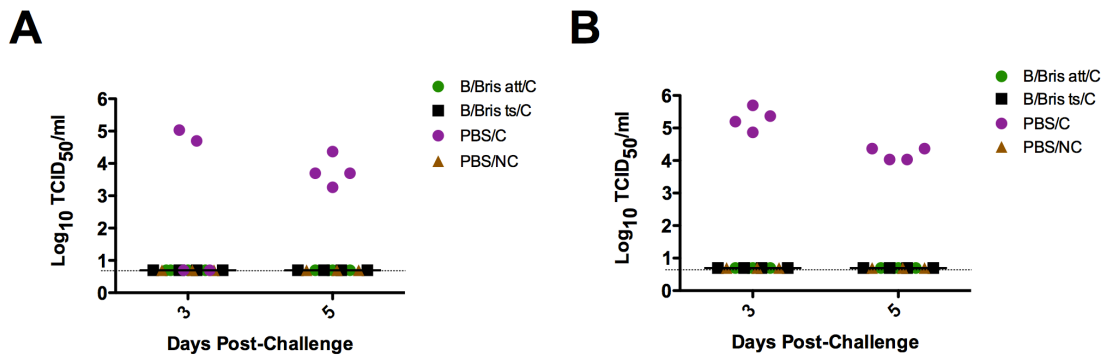 A
B/Bris att/C
B/Bris ts/C
PBS/C
PBS/NC
Log10 TCID50/ml
6
5
4
3
2
1
0
3
5
Days Post-Challenge
B
B/Bris att/C
B/Bris ts/C
PBS/C
PBS/NC
Log10 TCID50/ml
6
5
4
3
2
1
0
3
5
Days Post-Challenge